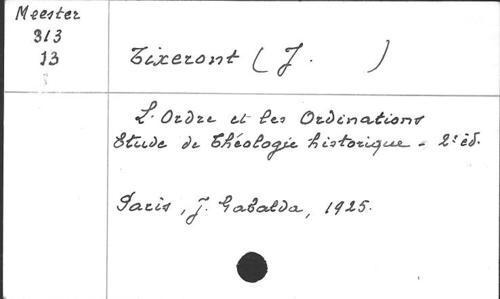 Meester
313
13
Tixeront (J. )
L'Ordre et les Ordinations
Etude de Théologie historique - 2e éd.
Paris, J. Gabalda, 1925.